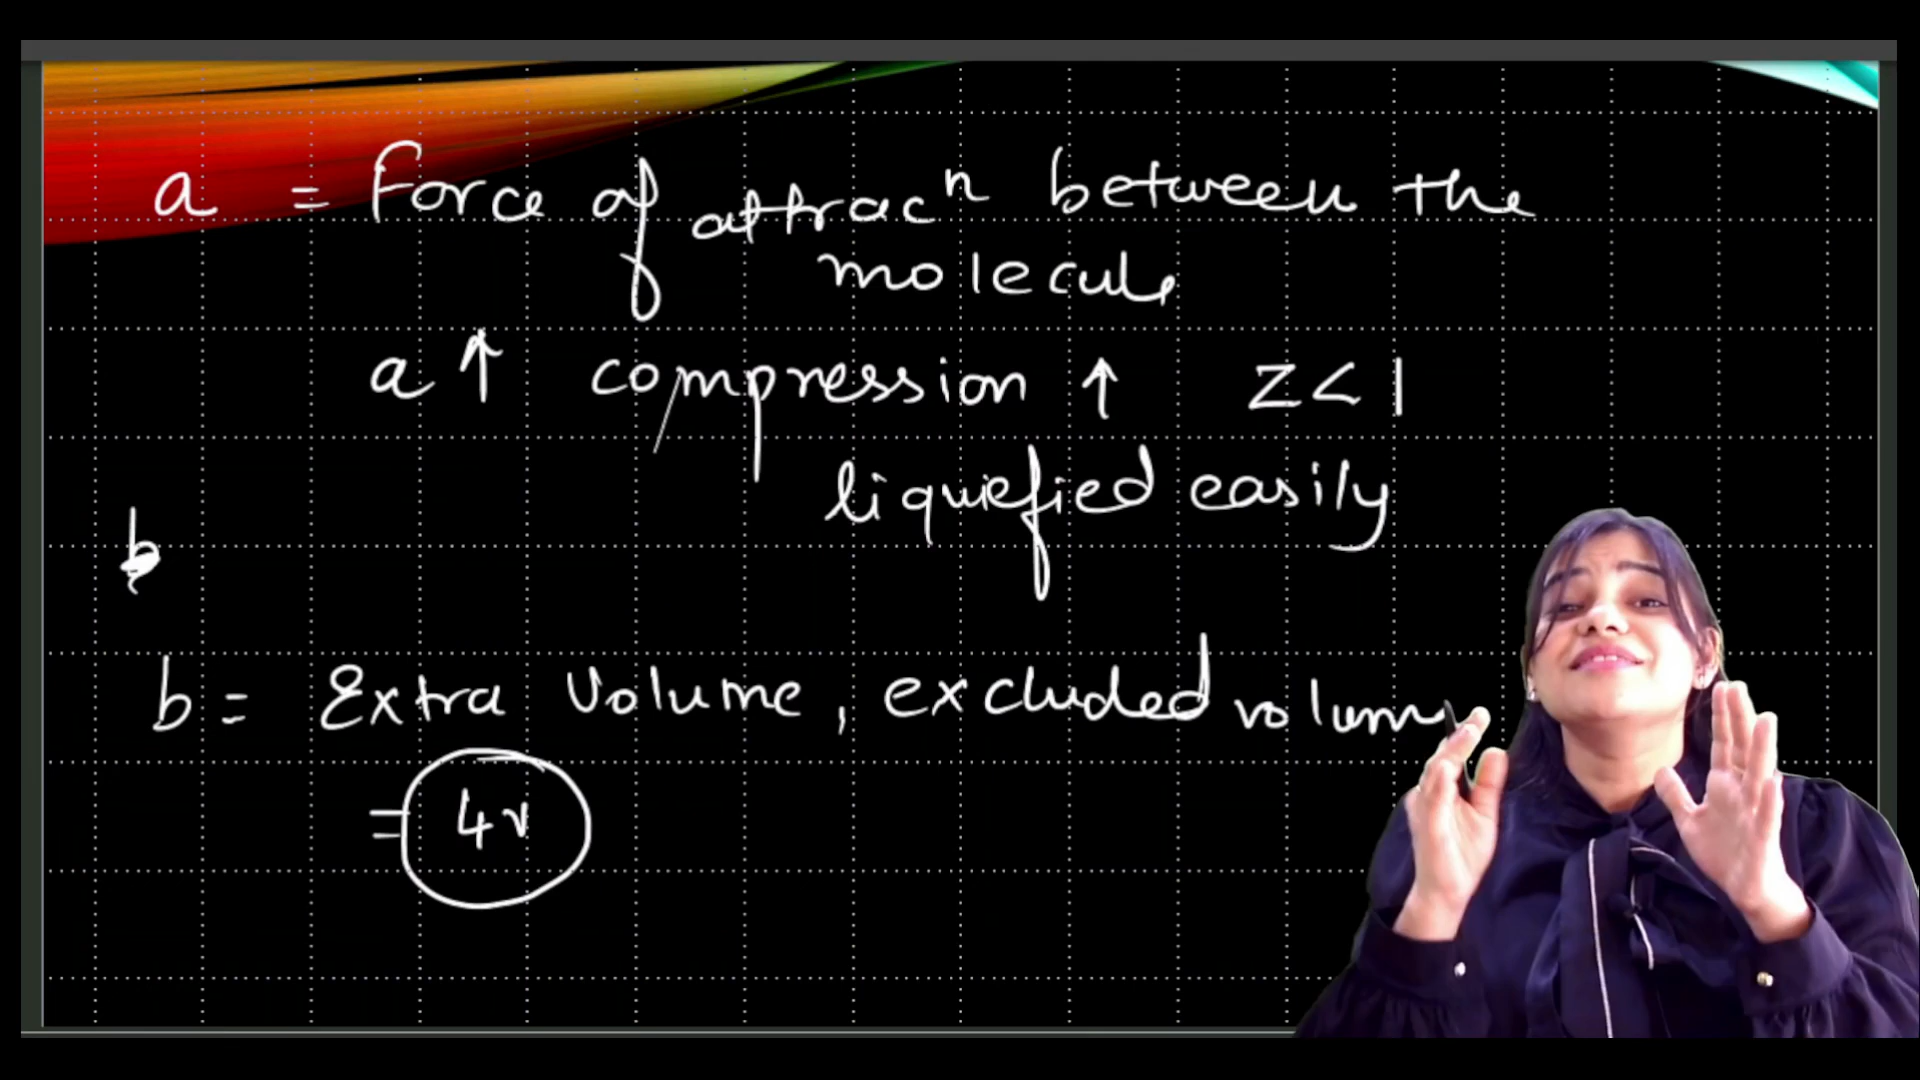 a = Force of attracⁿ between the
molecule
a ↑ compression ↑ Z < 1
liquefied easily
b
b = Extra Volume, excluded volume
= 4v